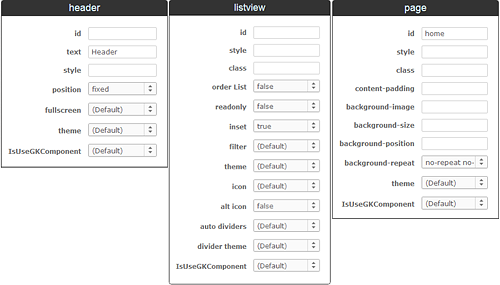 header
id
text Header
style
position fixed
fullscreen (Default)
theme (Default)
IsUseGKComponent (Default)
listview
id
style
class
order List false
readonly false
inset true
filter (Default)
theme (Default)
icon (Default)
alt icon false
auto dividers (Default)
divider theme (Default)
IsUseGKComponent (Default)
page
id home
style
class
content-padding
background-image
background-size
background-position
background-repeat no-repeat no-
theme (Default)
IsUseGKComponent (Default)